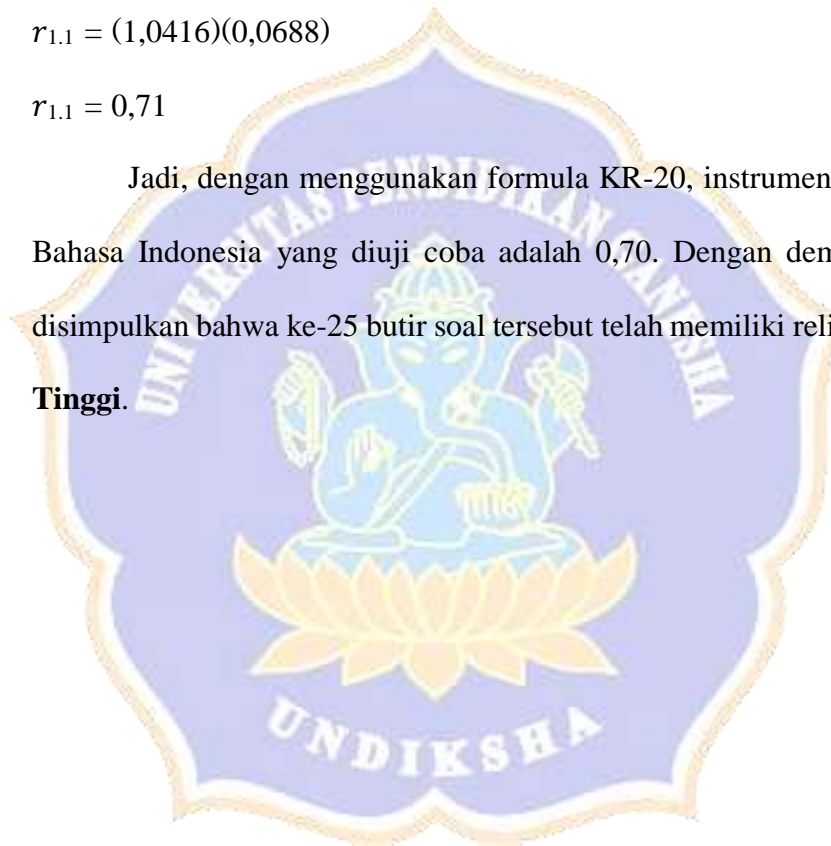 r1.1 = (1,0416)(0,0688)
r1.1 = 0,71
Jadi, dengan menggunakan formula KR-20, instrumen
Bahasa Indonesia yang diuji coba adalah 0,70. Dengan dem
disimpulkan bahwa ke-25 butir soal tersebut telah memiliki reli
Tinggi.
UNIVERSITAS PENDIDIKAN GANESHA
UNDIKSHA